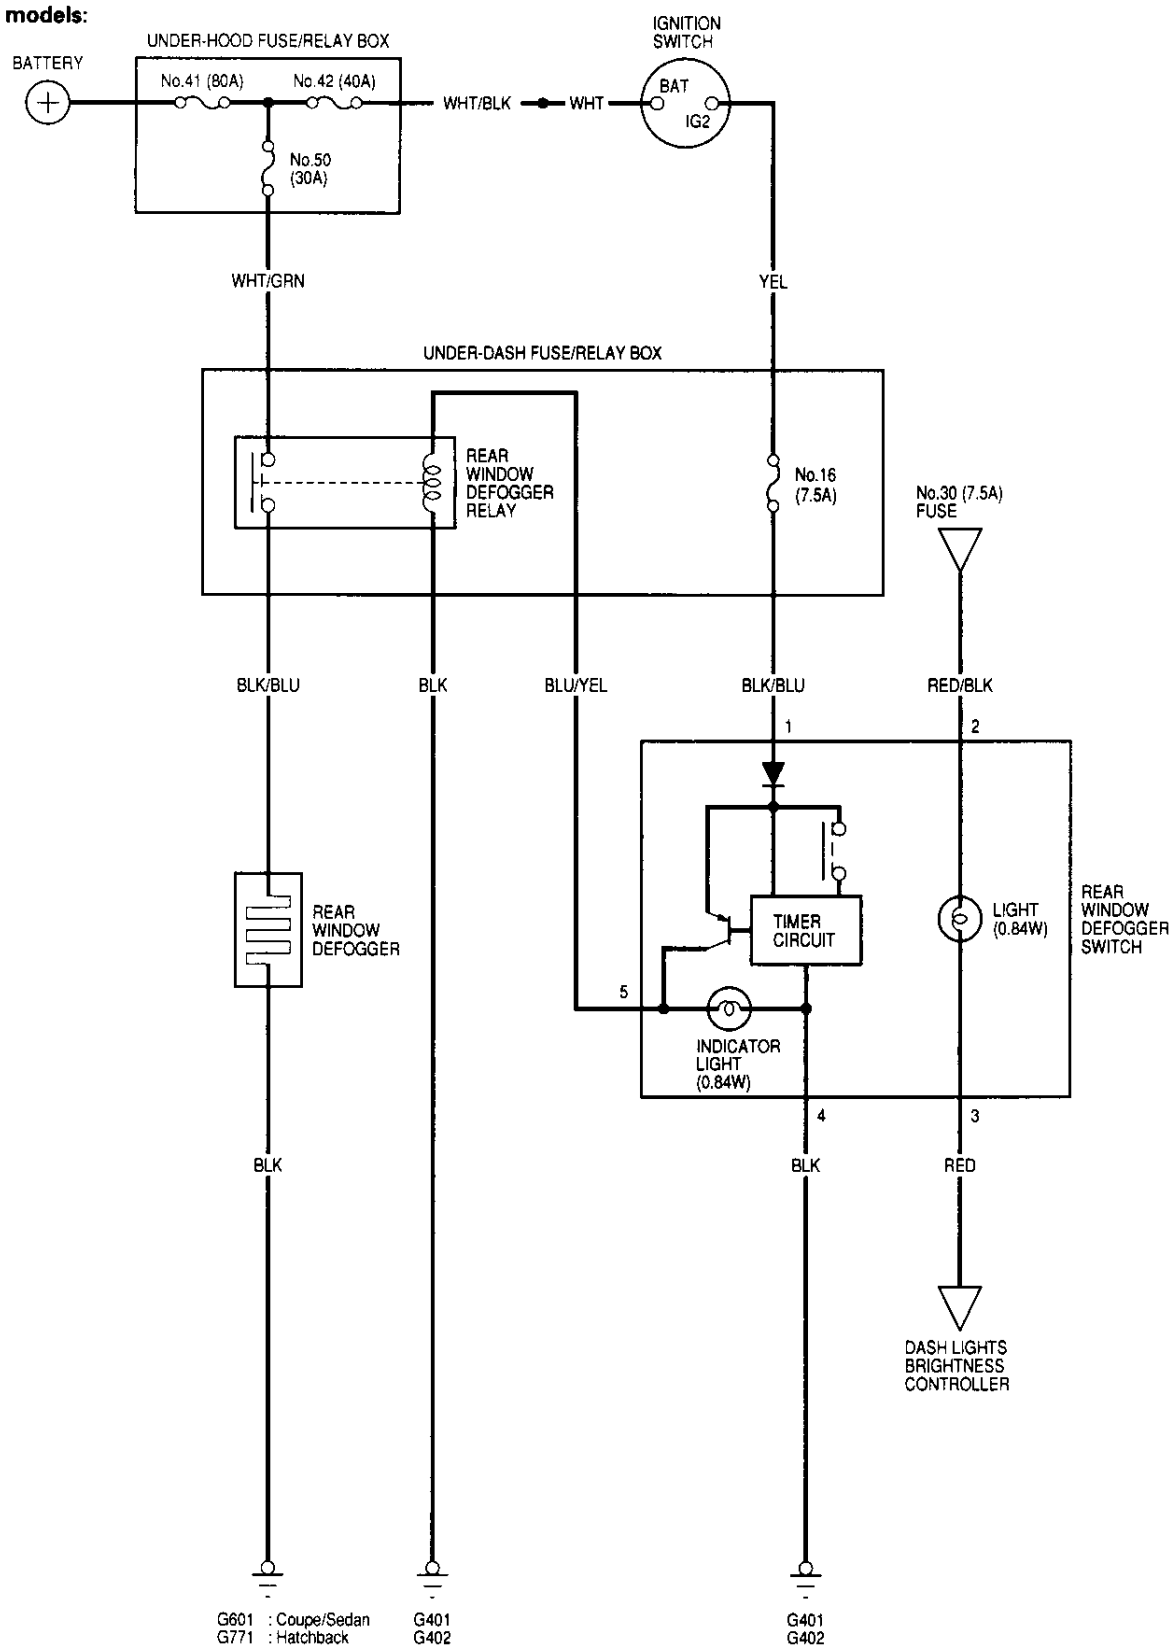 models:
UNDER-HOOD FUSE/RELAY BOX
IGNITION
SWITCH
BATTERY
No.41 (80A)
No.42 (40A)
BAT
WHT/BLK
WHT
IG2
No.50
(30A)
WHT/GRN
YEL
UNDER-DASH FUSE/RELAY BOX
REAR
WINDOW
DEFOGGER
RELAY
No.16
(7.5A)
No.30 (7.5A)
FUSE
BLK/BLU
BLK
BLU/YEL
BLK/BLU
RED/BLK
1
2
REAR
WINDOW
DEFOGGER
TIMER
CIRCUIT
LIGHT
(0.84W)
REAR
WINDOW
DEFOGGER
SWITCH
5
INDICATOR
LIGHT
(0.84W)
4
3
BLK
BLK
RED
DASH LIGHTS
BRIGHTNESS
CONTROLLER
G601 : Coupe/Sedan
G771 : Hatchback
G401
G402
G401
G402